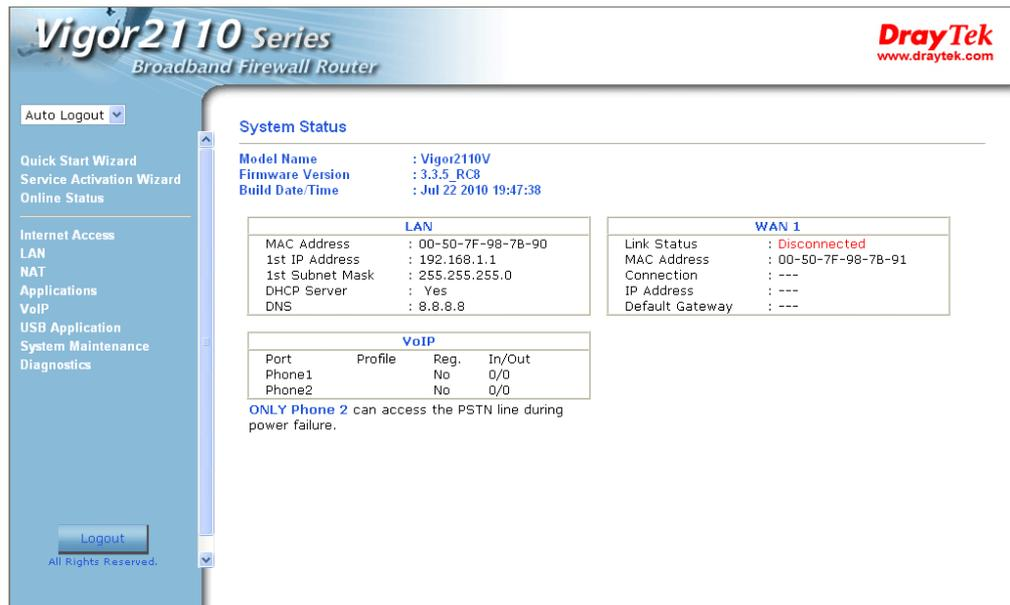 Vigor2110 Series
Broadband Firewall Router
DrayTek
www.draytek.com
Auto Logout
Quick Start Wizard
Service Activation Wizard
Online Status
Internet Access
LAN
NAT
Applications
VoIP
USB Application
System Maintenance
Diagnostics
Logout
All Rights Reserved.
System Status
Model Name : Vigor2110V
Firmware Version : 3.3.5_RC8
Build Date/Time : Jul 22 2010 19:47:38
LAN
MAC Address : 00-50-7F-98-7B-90
1st IP Address : 192.168.1.1
1st Subnet Mask : 255.255.255.0
DHCP Server : Yes
DNS : 8.8.8.8
WAN 1
Link Status : Disconnected
MAC Address : 00-50-7F-98-7B-91
Connection : ---
IP Address : ---
Default Gateway : ---
VoIP
Port Profile Reg. In/Out
Phone1 No 0/0
Phone2 No 0/0
ONLY Phone 2 can access the PSTN line during
power failure.